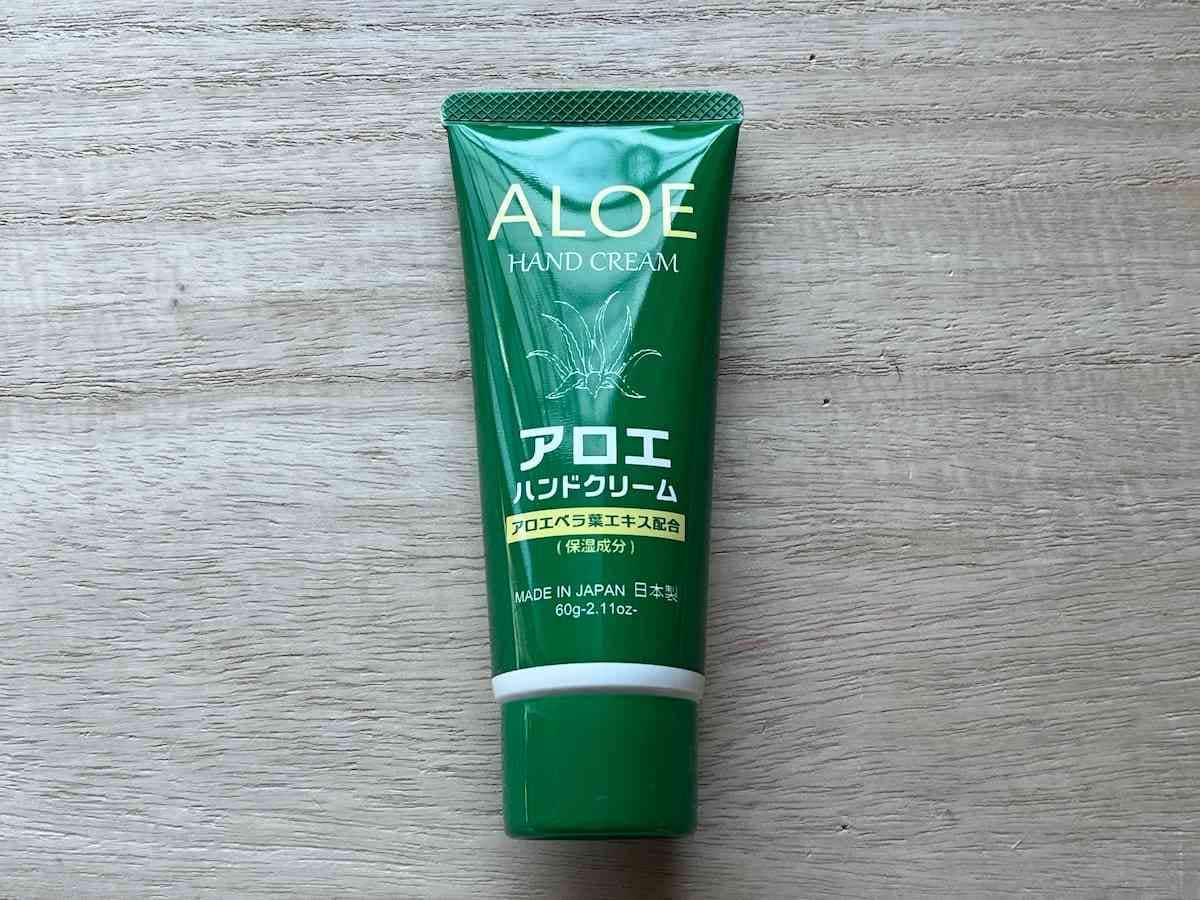 ALOE
HAND CREAM
アロエ
ハンドクリーム
アロエベラ葉エキス配合
(保湿成分)
MADE IN JAPAN 日本製
60g-2.11oz-